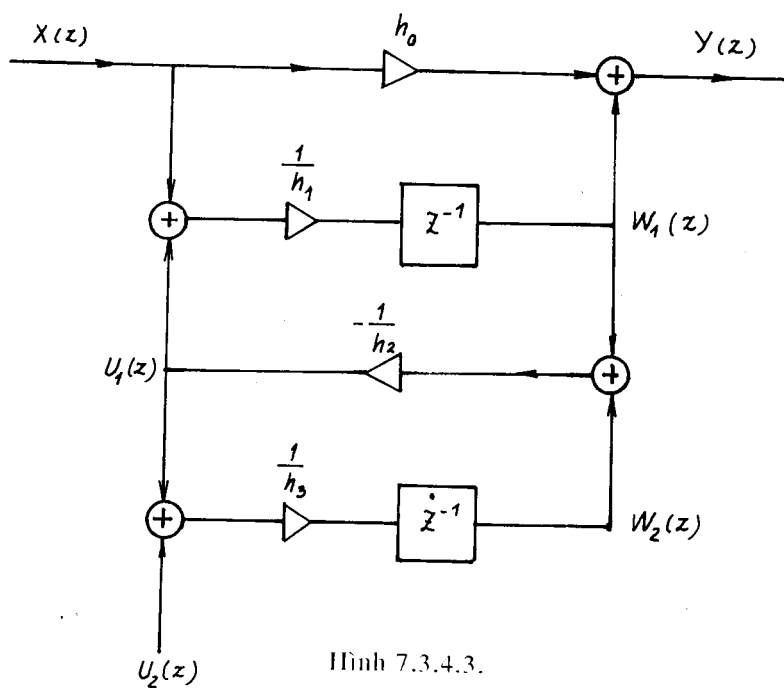 X(z)
h₀
Y(z)
+
1/h₁
+
z⁻¹
W₁(z)
-1/h₂
U₁(z)
+
1/h₃
+
z⁻¹
W₂(z)
U₂(z)
Hình 7.3.4.3.